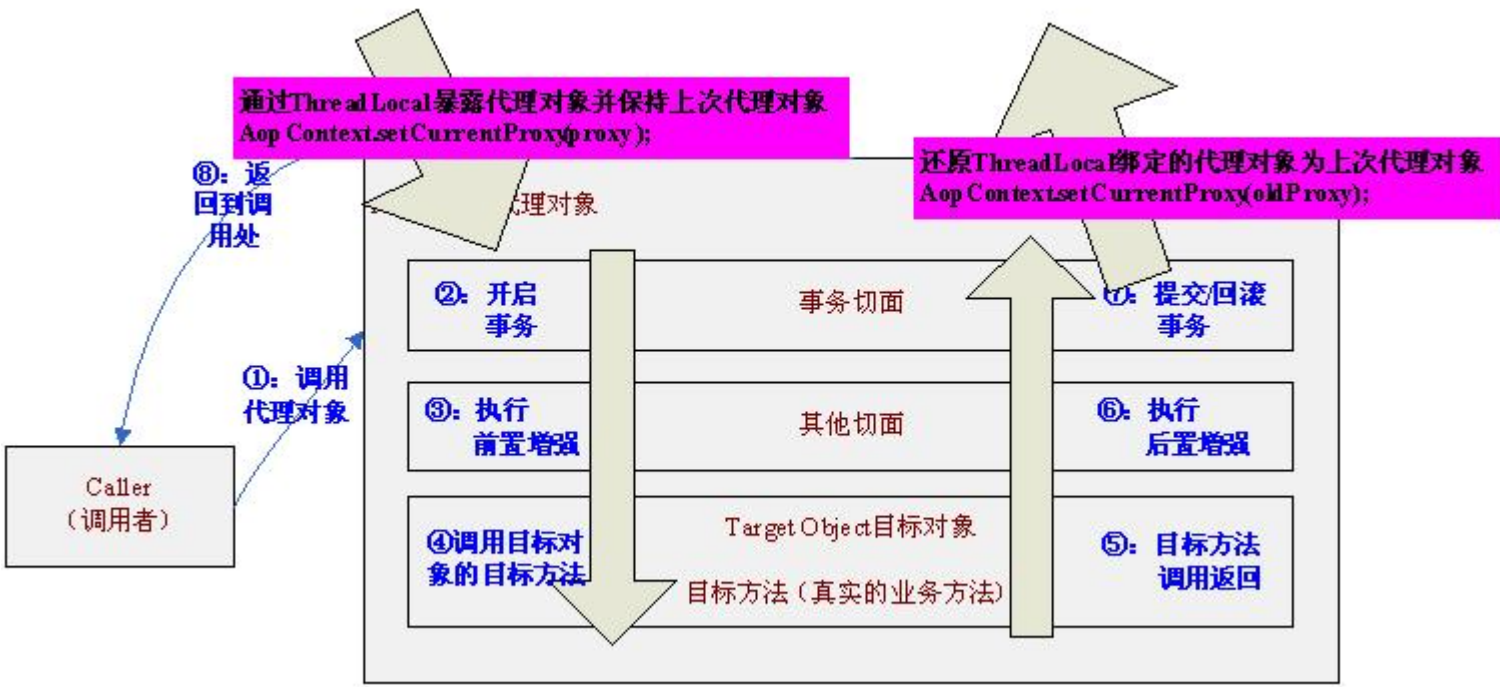 通过ThreadLocal暴露代理对象并保持上次代理对象
AopContext.setCurrentProxy(proxy);
还原ThreadLocal绑定的代理对象为上次代理对象
AopContext.setCurrentProxy(oldProxy);
⑧：返
回到调
用处
代理对象
②：开启
事务
事务切面
⑦：提交/回滚
事务
①：调用
代理对象
③：执行
前置增强
其他切面
⑥：执行
后置增强
Caller
（调用者）
④调用目标对
象的目标方法
TargetObject目标对象
目标方法（真实的业务方法）
⑤：目标方法
调用返回